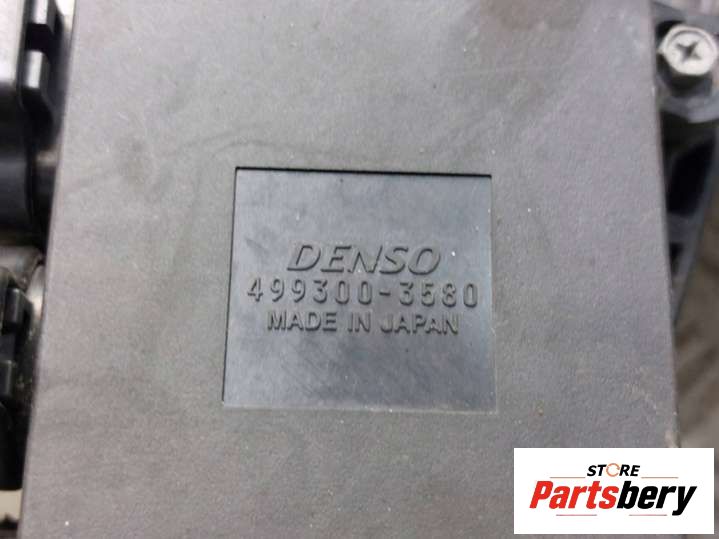 DENSO
499300-3580
MADE IN JAPAN
STORE
Partsbery